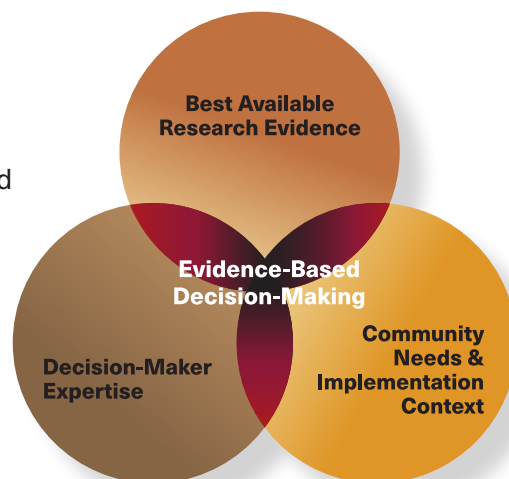 Best Available
Research Evidence
d
Evidence-Based
Decision-Making
Decision-Maker
Expertise
Community
Needs &
Implementation
Context